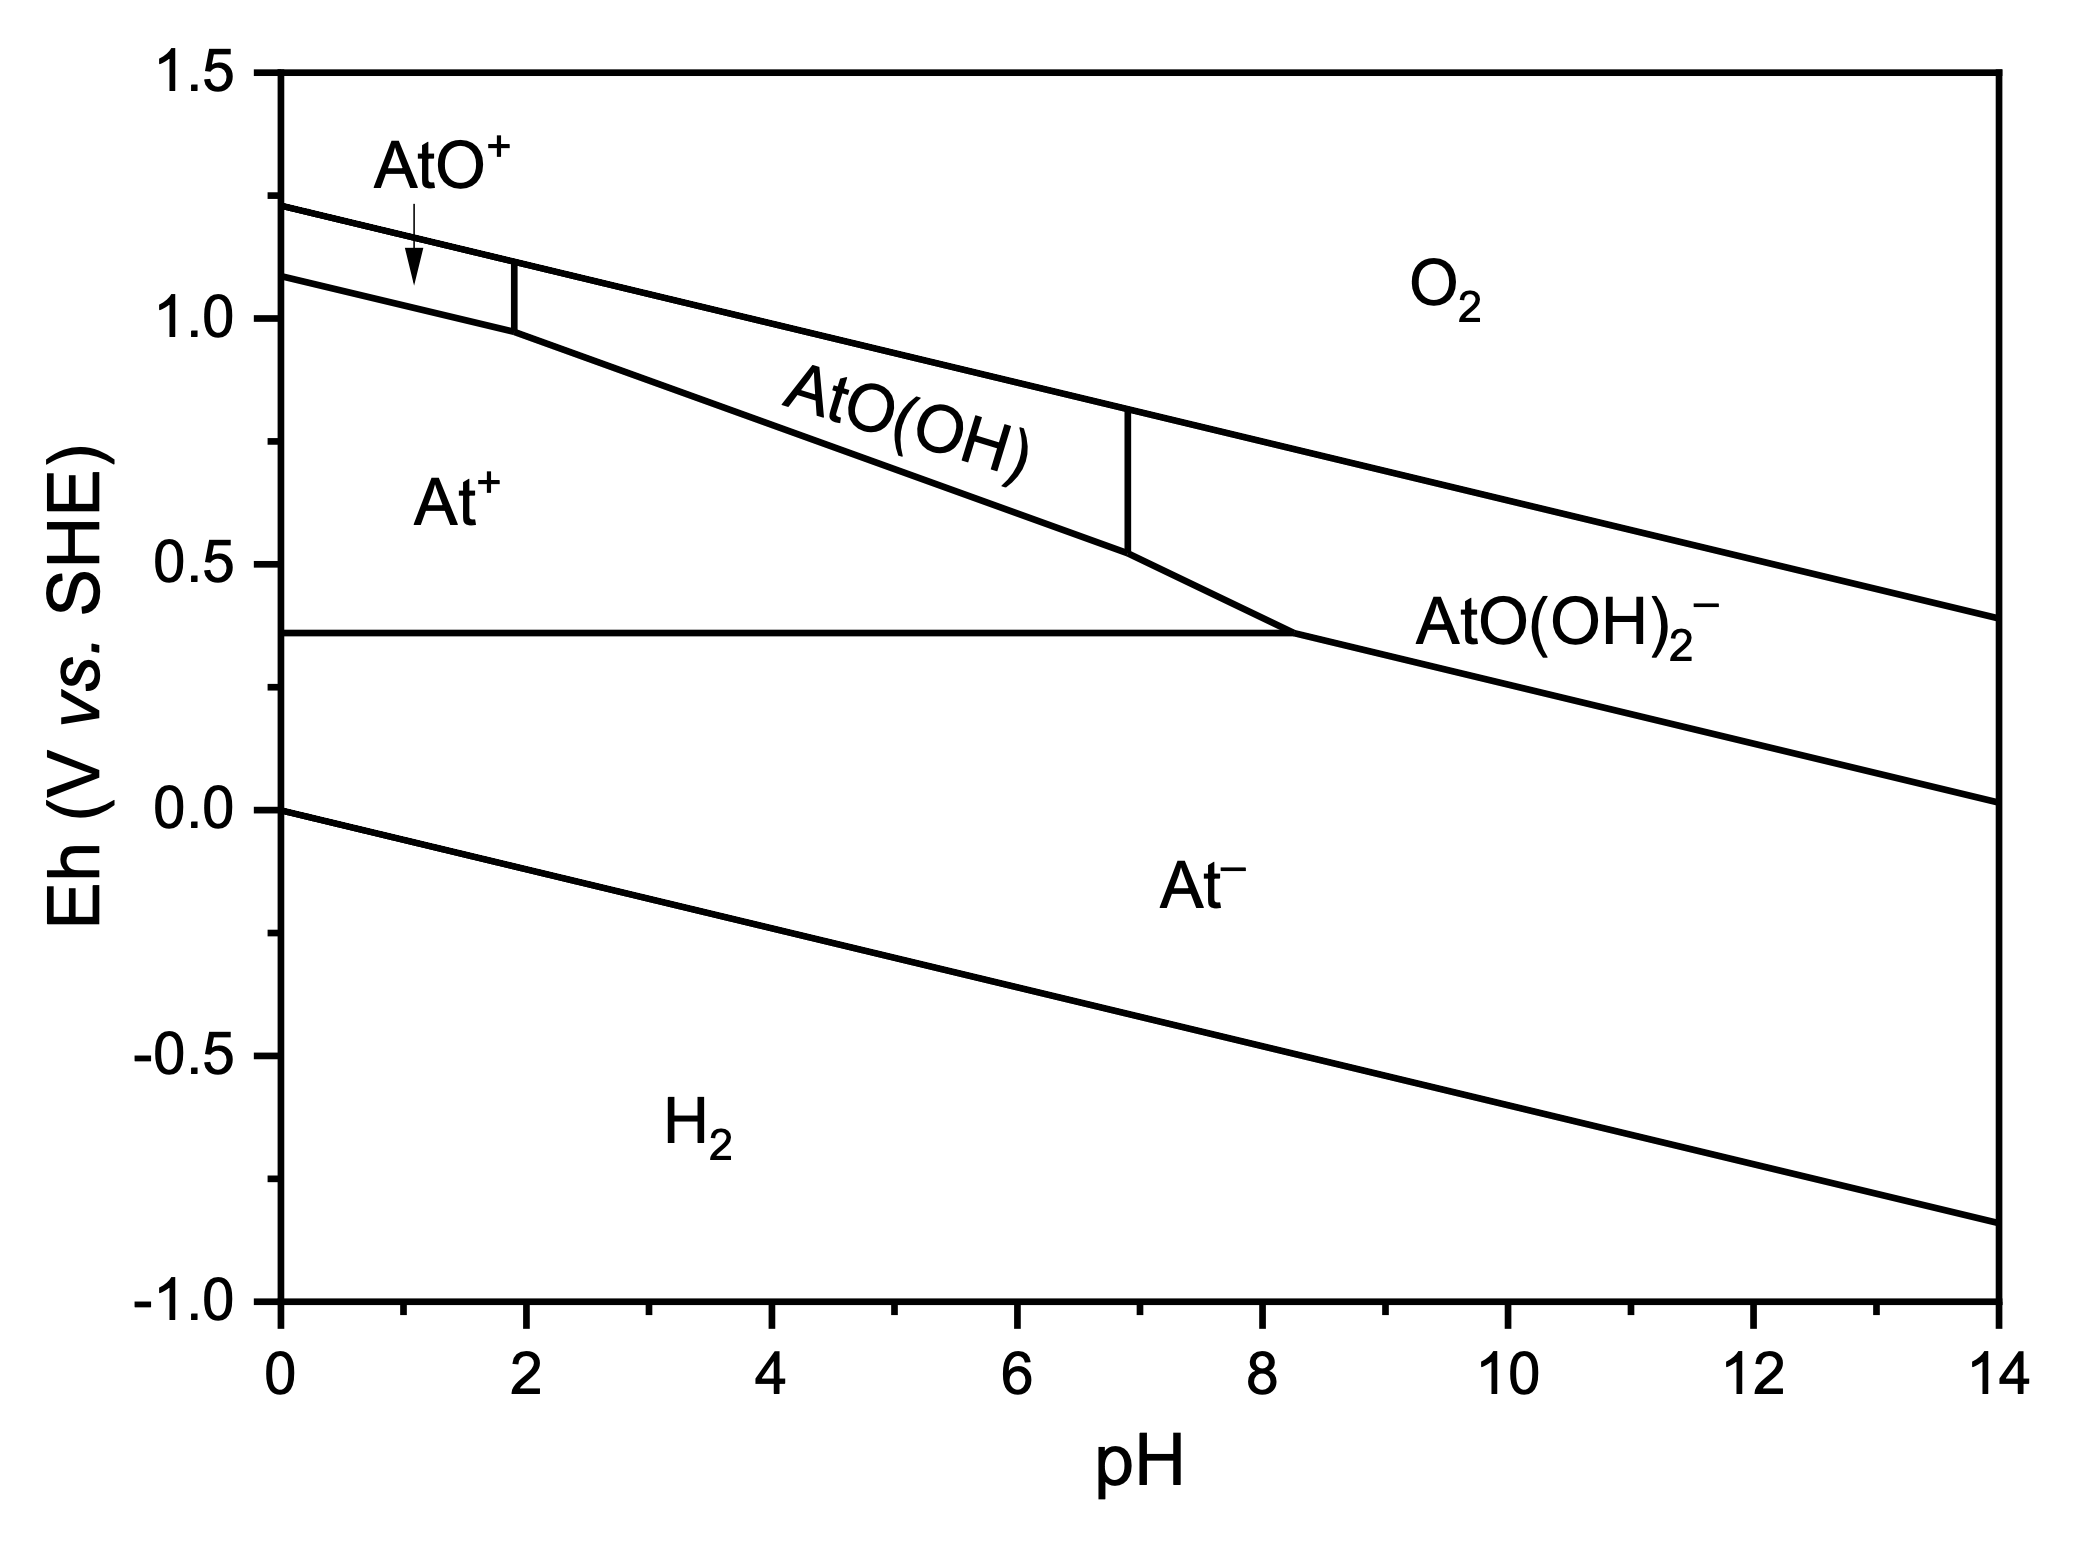 1.5
AtO⁺
O₂
1.0
AtO(OH)
At⁺
0.5
AtO(OH)₂⁻
0.0
At⁻
-0.5
H₂
-1.0
Eh (V vs. SHE)
0 2 4 6 8 10 12 14
pH